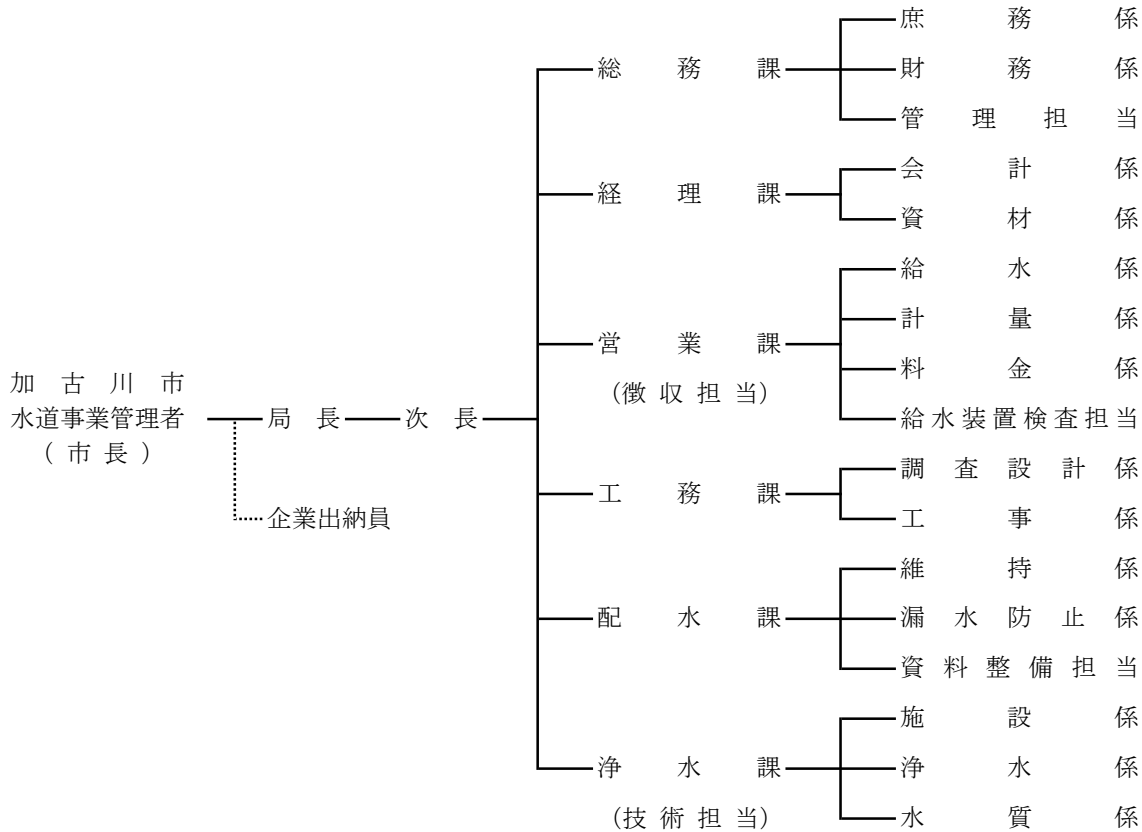 庶務係
総務課 財務係
管理担当
会計係
経理課
資材係
給水係
計量係
営業課
料金係
(徴収担当)
給水装置検査担当
加古川市
水道事業管理者 局長 次長
(市長)
企業出納員
調査設計係
工務課
工事係
維持係
配水課 漏水防止係
資料整備担当
施設係
浄水課 浄水係
(技術担当) 水質係